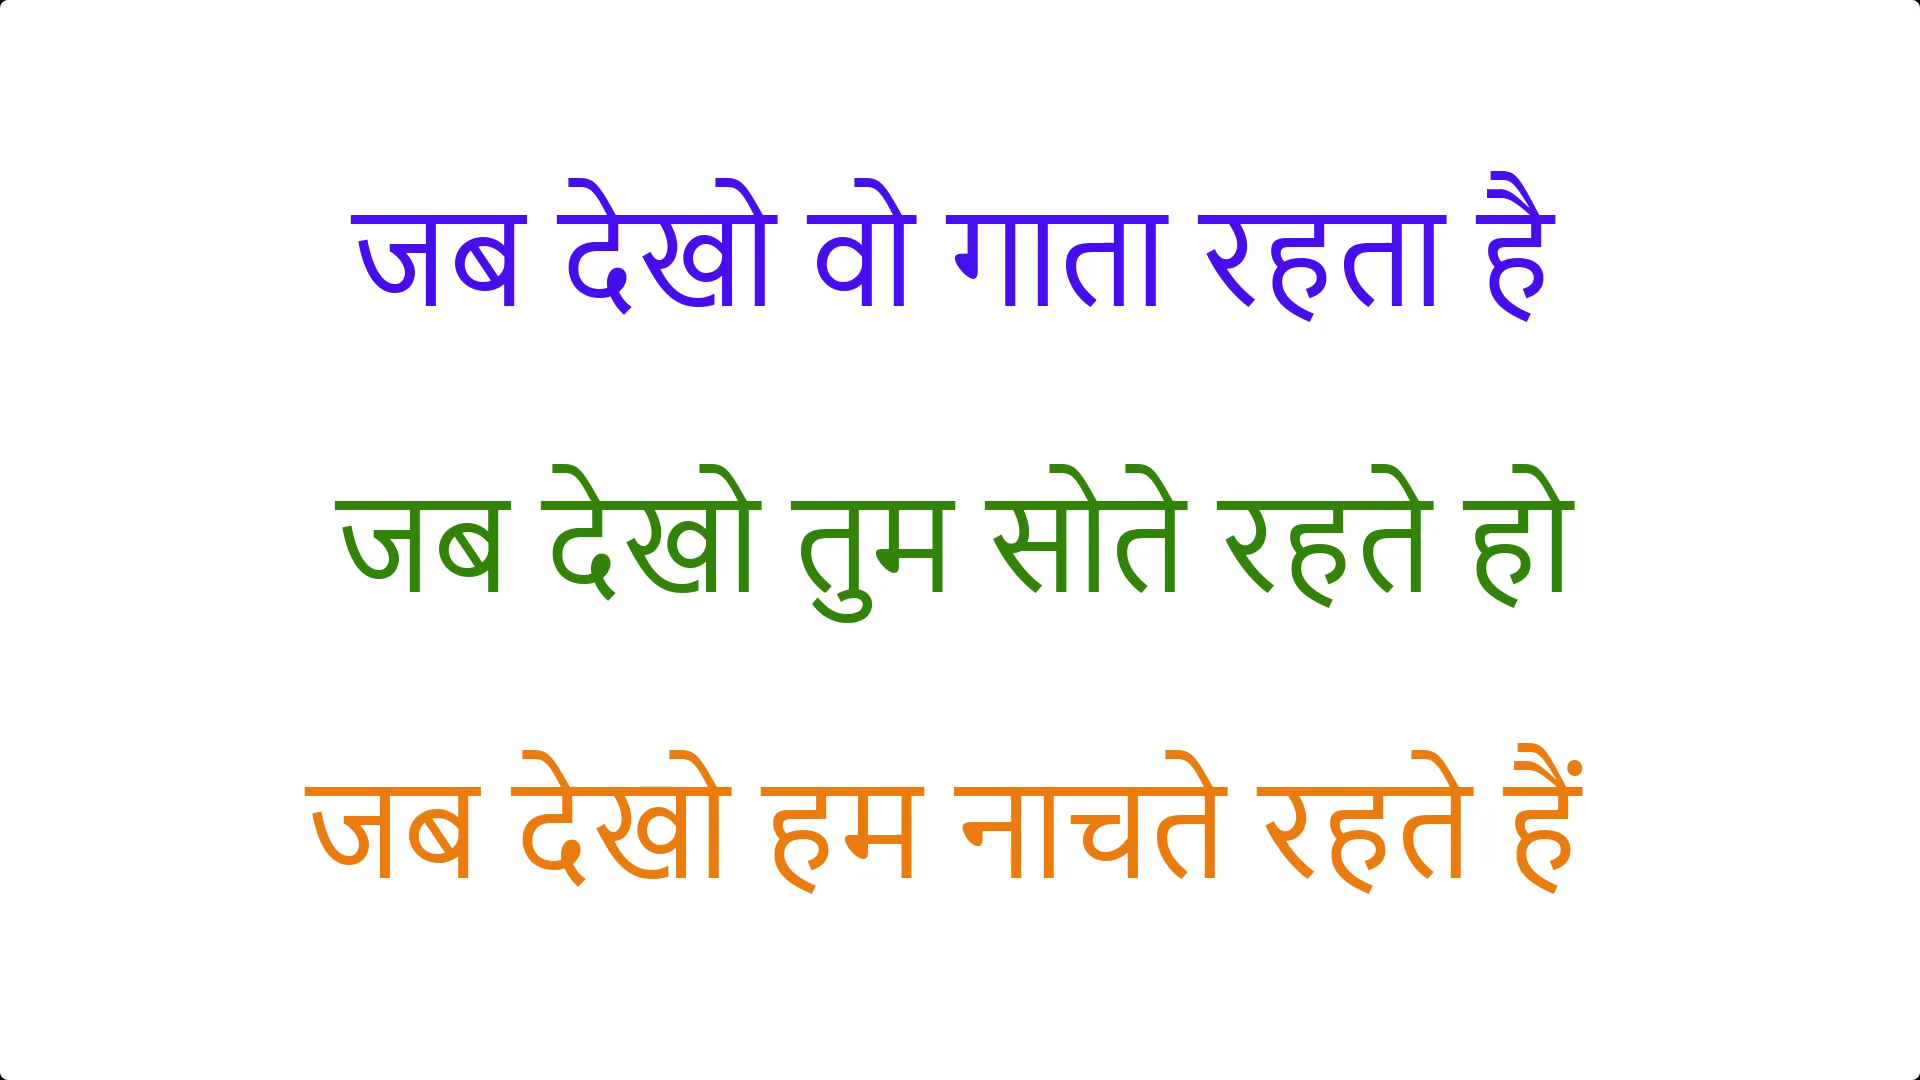 जब देखो वो गाता रहता है
जब देखो तुम सोते रहते हो
जब देखो हम नाचते रहते हैं